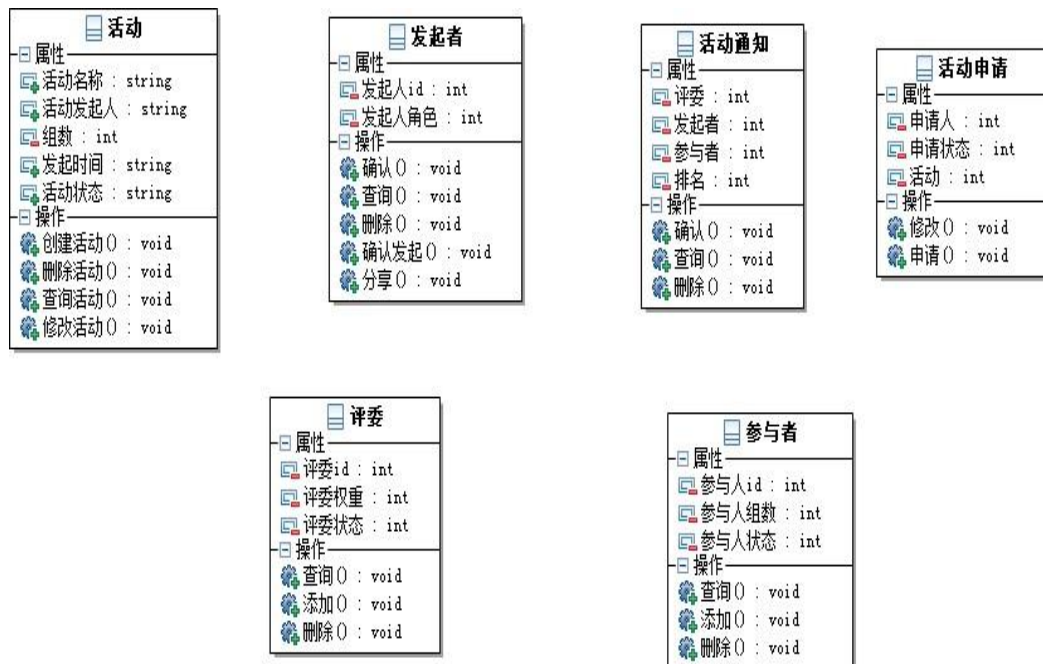 活动
属性
活动名称 : string
活动发起人 : string
组数 : int
发起时间 : string
活动状态 : string
操作
创建活动() : void
删除活动() : void
查询活动() : void
修改活动() : void
发起者
属性
发起人id : int
发起人角色 : int
操作
确认() : void
查询() : void
删除() : void
确认发起() : void
分享() : void
活动通知
属性
评委 : int
发起者 : int
参与者 : int
排名 : int
操作
确认() : void
查询() : void
删除() : void
活动申请
属性
申请人 : int
申请状态 : int
活动 : int
操作
修改() : void
申请() : void
评委
属性
评委id : int
评委权重 : int
评委状态 : int
操作
查询() : void
添加() : void
删除() : void
参与者
属性
参与人id : int
参与人组数 : int
参与人状态 : int
操作
查询() : void
添加() : void
删除() : void